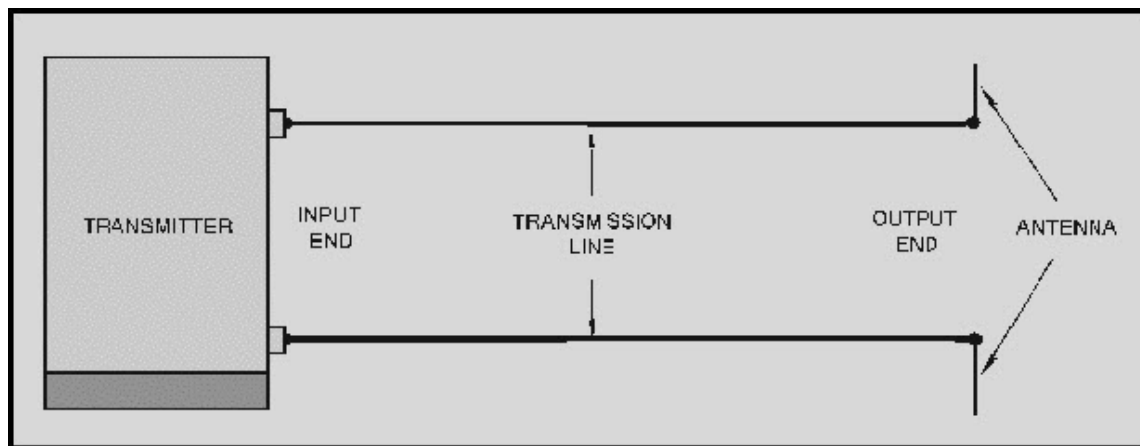 TRANSMITTER
INPUT
END
TRANSMISSION
LINE
OUTPUT
END
ANTENNA